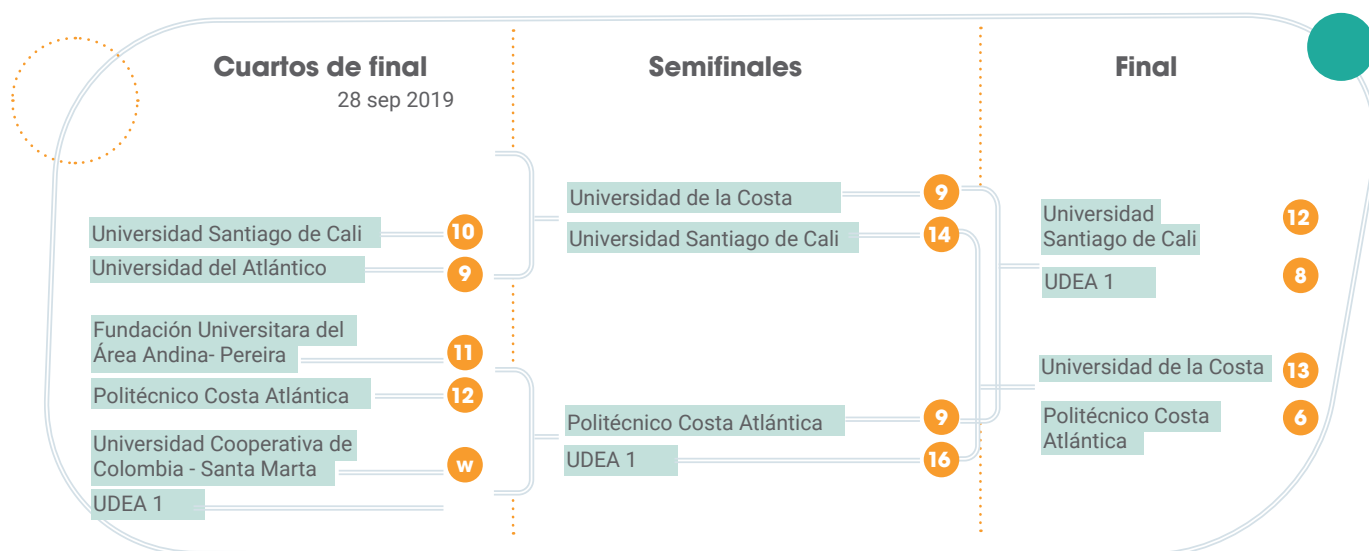 Cuartos de final
28 sep 2019
Universidad Santiago de Cali 10
Universidad del Atlántico 9
Fundación Universitara del
Área Andina- Pereira 11
Politécnico Costa Atlántica 12
Universidad Cooperativa de
Colombia - Santa Marta w
UDEA 1
Semifinales
Universidad de la Costa 9
Universidad Santiago de Cali 14
Politécnico Costa Atlántica 9
UDEA 1 16
Final
Universidad
Santiago de Cali 12
UDEA 1 8
Universidad de la Costa 13
Politécnico Costa
Atlántica 6